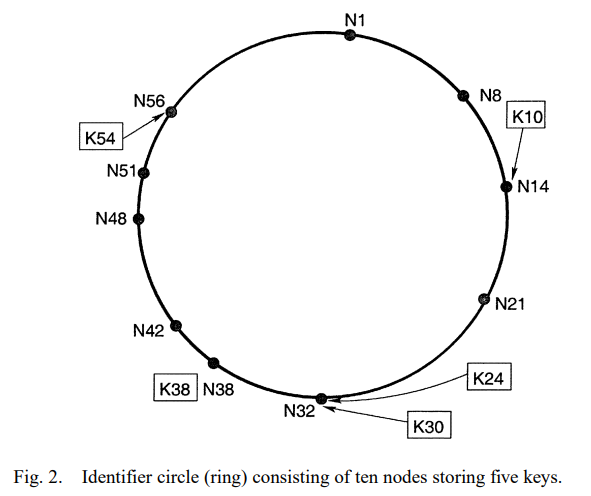 N1
N8
K10
N56
K54
N51
N14
N48
N21
N42
K24
K38 N38
N32
K30
Fig. 2. Identifier circle (ring) consisting of ten nodes storing five keys.